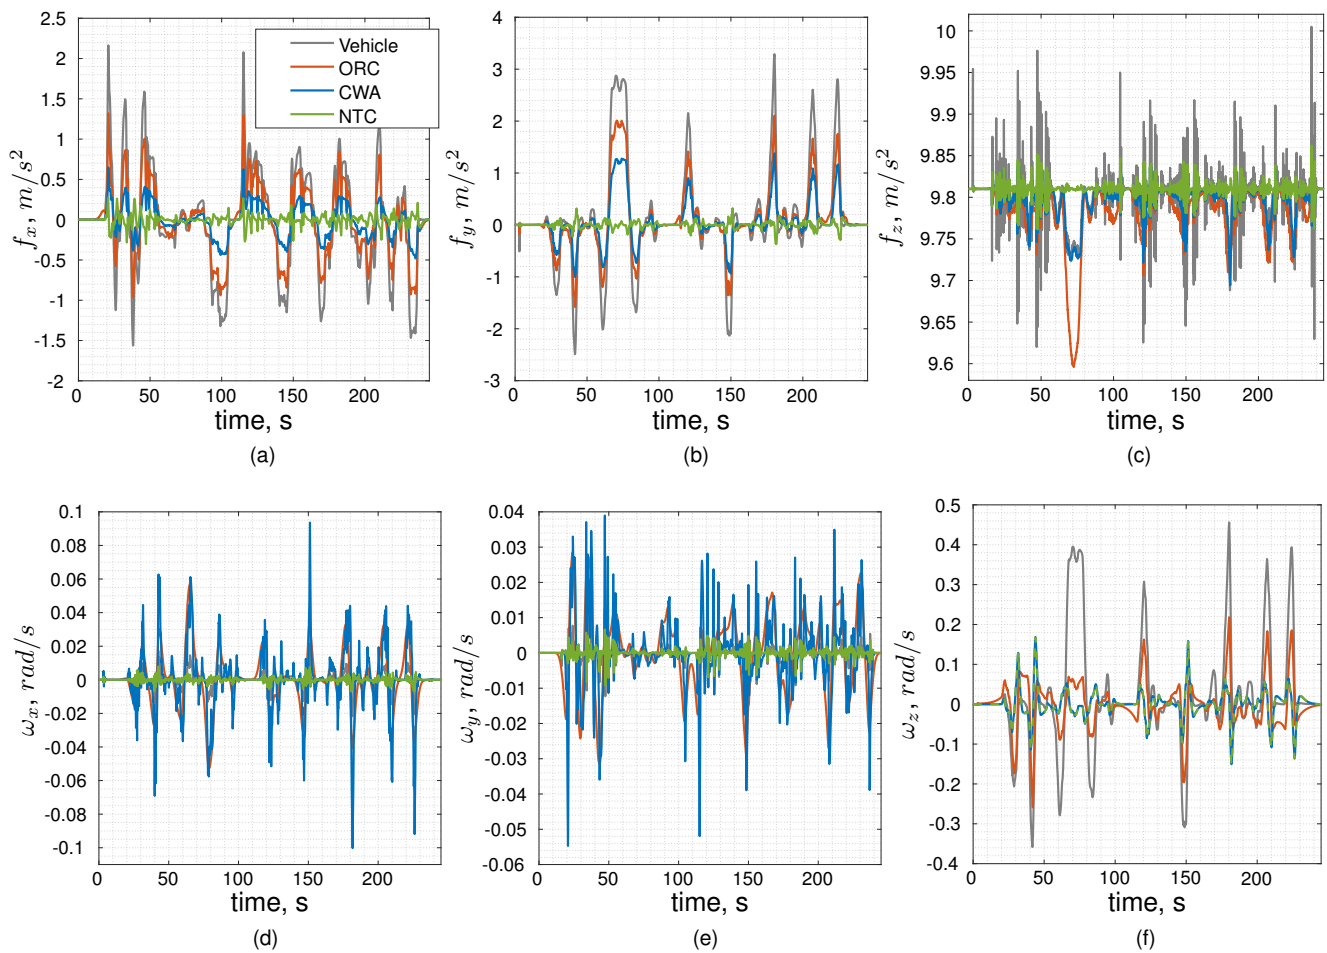 2.5
2
1.5
1
0.5
0
-0.5
-1
-1.5
-2
f_x, m/s^2
0 50 100 150 200
time, s
(a)
Vehicle
ORC
CWA
NTC
4
3
2
1
0
-1
-2
-3
f_y, m/s^2
0 50 100 150 200
time, s
(b)
10
9.95
9.9
9.85
9.8
9.75
9.7
9.65
9.6
f_z, m/s^2
0 50 100 150 200
time, s
(c)
0.1
0.08
0.06
0.04
0.02
0
-0.02
-0.04
-0.06
-0.08
-0.1
ω_x, rad/s
0 50 100 150 200
time, s
(d)
0.04
0.03
0.02
0.01
0
-0.01
-0.02
-0.03
-0.04
-0.05
-0.06
ω_y, rad/s
0 50 100 150 200
time, s
(e)
0.5
0.4
0.3
0.2
0.1
0
-0.1
-0.2
-0.3
-0.4
ω_z, rad/s
0 50 100 150 200
time, s
(f)